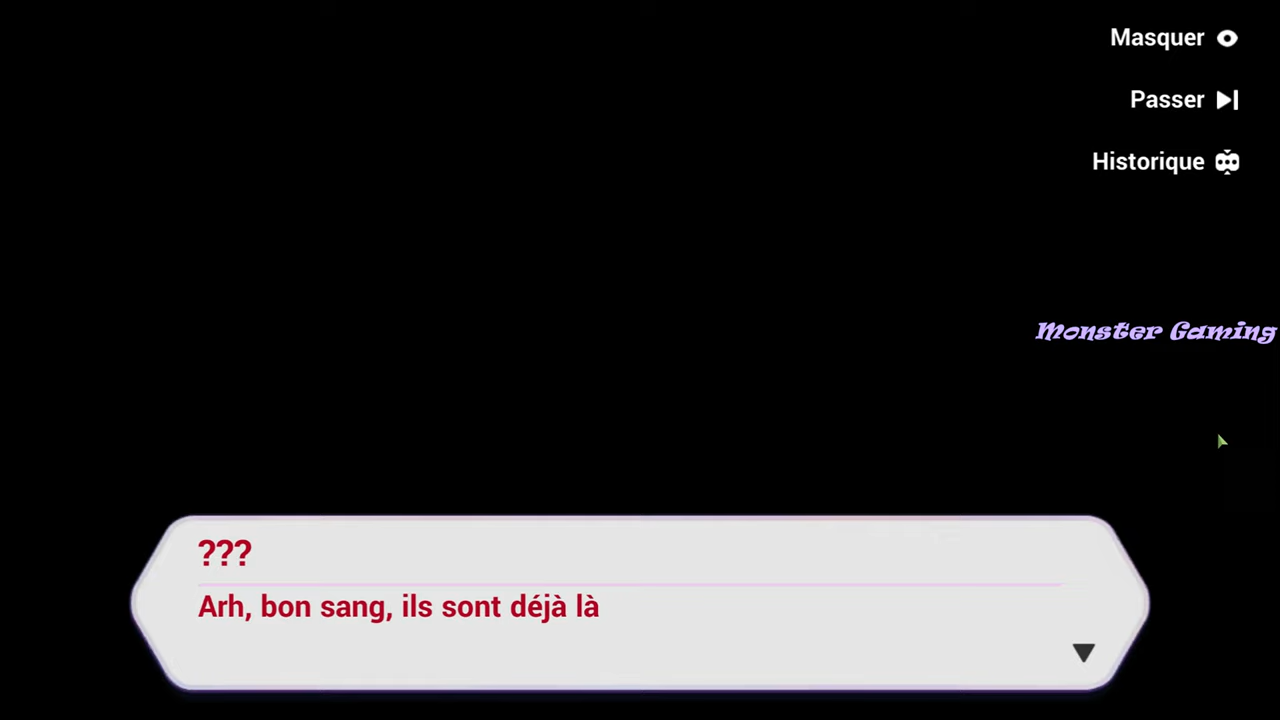 Masquer
Passer
Historique
Monster Gaming
???
Arh, bon sang, ils sont déjà là